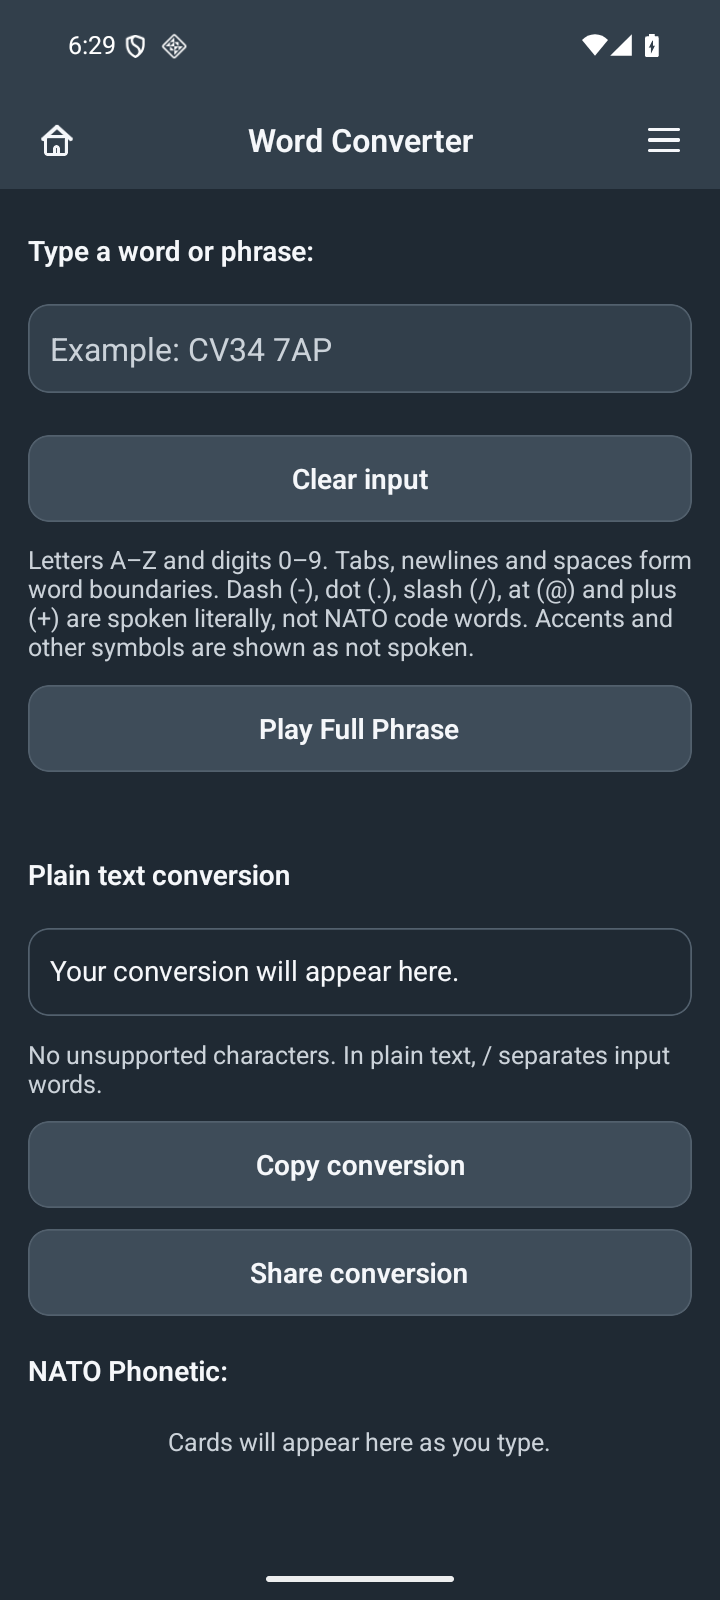 6:29
Word Converter
Type a word or phrase:
Example: CV34 7AP
Clear input
Letters A–Z and digits 0–9. Tabs, newlines and spaces form
word boundaries. Dash (-), dot (.), slash (/), at (@) and plus
(+) are spoken literally, not NATO code words. Accents and
other symbols are shown as not spoken.
Play Full Phrase
Plain text conversion
Your conversion will appear here.
No unsupported characters. In plain text, / separates input
words.
Copy conversion
Share conversion
NATO Phonetic:
Cards will appear here as you type.